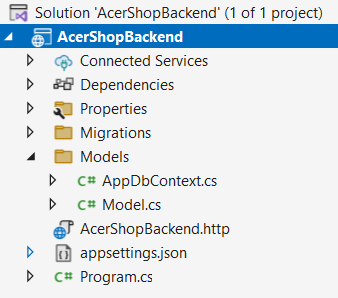 Solution 'AcerShopBackend' (1 of 1 project)
AcerShopBackend
Connected Services
Dependencies
Properties
Migrations
Models
C# AppDbContext.cs
C# Model.cs
AcerShopBackend.http
appsettings.json
C# Program.cs